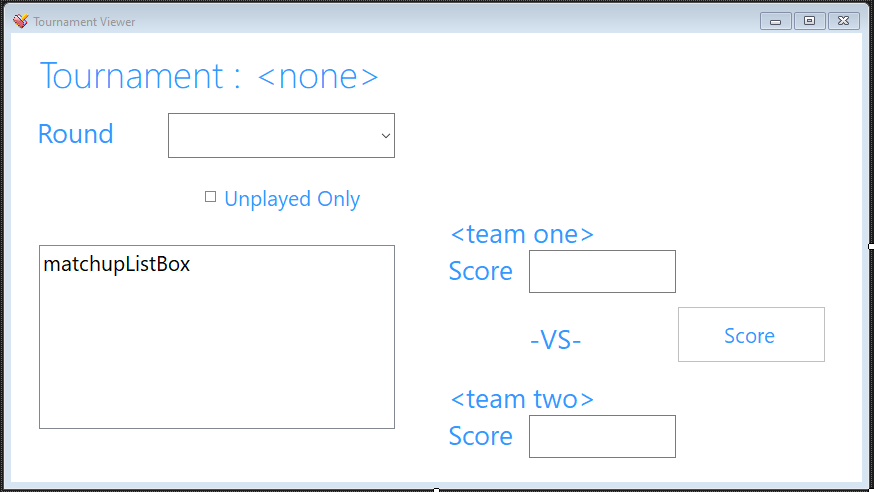 Tournament Viewer
Tournament : <none>
Round
Unplayed Only
matchupListBox
<team one>
Score
-VS-
Score
<team two>
Score